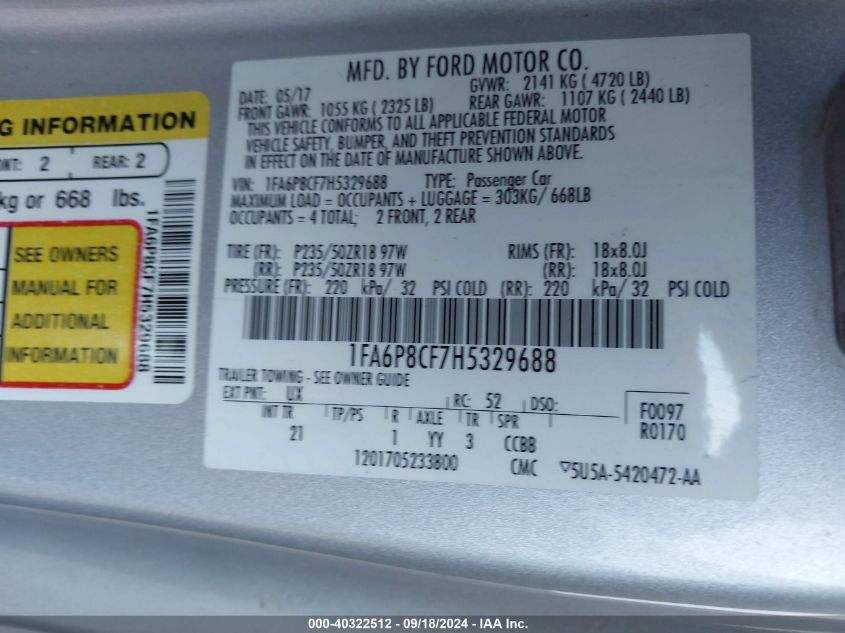 G INFORMATION
ONT: 2 REAR: 2
kg or 668 lbs.
SEE OWNERS
MANUAL FOR
ADDITIONAL
INFORMATION
1FA6P8CF7H5329688
MFD. BY FORD MOTOR CO.
DATE: 05/17 GVWR: 2141 KG ( 4720 LB)
FRONT GAWR: 1055 KG ( 2325 LB) REAR GAWR: 1107 KG ( 2440 LB)
THIS VEHICLE CONFORMS TO ALL APPLICABLE FEDERAL MOTOR
VEHICLE SAFETY, BUMPER, AND THEFT PREVENTION STANDARDS
IN EFFECT ON THE DATE OF MANUFACTURE SHOWN ABOVE.
VIN: 1FA6P8CF7H5329688 TYPE: Passenger Car
MAXIMUM LOAD = OCCUPANTS + LUGGAGE = 303KG/ 668LB
OCCUPANTS = 4 TOTAL; 2 FRONT, 2 REAR
TIRE (FR): P235/50ZR18 97W RIMS (FR): 18x8.0J
(RR): P235/50ZR18 97W (RR): 18x8.0J
PRESSURE (FR): 220 kPa/ 32 PSI COLD (RR): 220 kPa/ 32 PSI COLD
1FA6P8CF7H5329688
TRAILER TOWING - SEE OWNER GUIDE
EXT PNT: UX RC: 52 DSO: F0097
INT TR TP/PS R AXLE TR SPR R0170
21 1 YY 3 CCBB
1201705233800 CMC 5U5A-5420472-AA
000-40322512 - 09/18/2024 - IAA Inc.